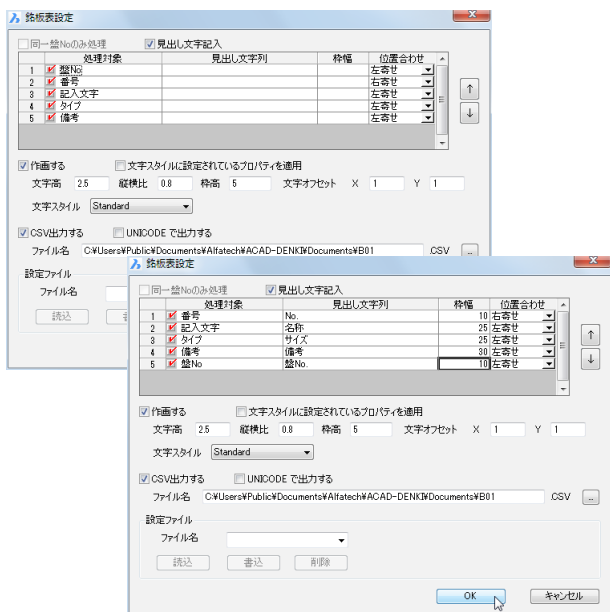 銘板表設定
同一盤Noのみ処理 見出し文字記入
処理対象 見出し文字列 枠幅 位置合わせ
1 盤No 左寄せ
2 番号 右寄せ
3 記入文字 左寄せ
4 タイプ 左寄せ
5 備考 左寄せ
↑
↓
作画する 文字スタイルに設定されているプロパティを適用
文字高 2.5 縦横比 0.8 枠高 5 文字オフセット X 1 Y 1
文字スタイル Standard
CSV出力する UNICODE で出力する
ファイル名 C:¥Users¥Public¥Documents¥Alfatech¥ACAD-DENKI¥Documents¥B01 .CSV ...
設定ファイル
ファイル名
読込
銘板表設定
同一盤Noのみ処理 見出し文字記入
処理対象 見出し文字列 枠幅 位置合わせ
1 番号 No. 10 右寄せ
2 記入文字 名称 25 左寄せ
3 タイプ サイズ 25 左寄せ
4 備考 備考 30 左寄せ
5 盤No 盤No. 10 左寄せ
↑
↓
作画する 文字スタイルに設定されているプロパティを適用
文字高 2.5 縦横比 0.8 枠高 5 文字オフセット X 1 Y 1
文字スタイル Standard
CSV出力する UNICODE で出力する
ファイル名 C:¥Users¥Public¥Documents¥Alfatech¥ACAD-DENKI¥Documents¥B01 .CSV ...
設定ファイル
ファイル名
読込 書込 削除
OK キャンセル